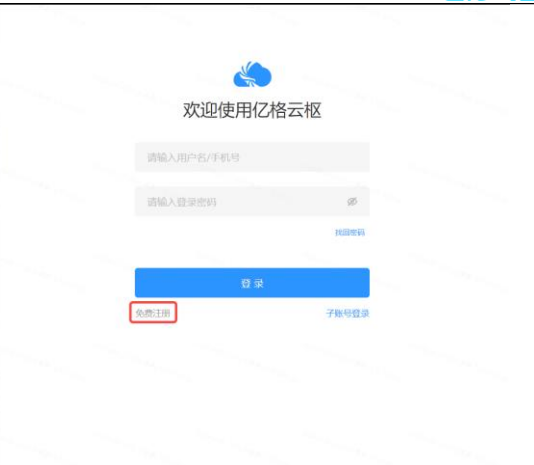 欢迎使用亿格云枢
请输入用户名/手机号
请输入登录密码
找回密码
登 录
免费注册
子账号登录